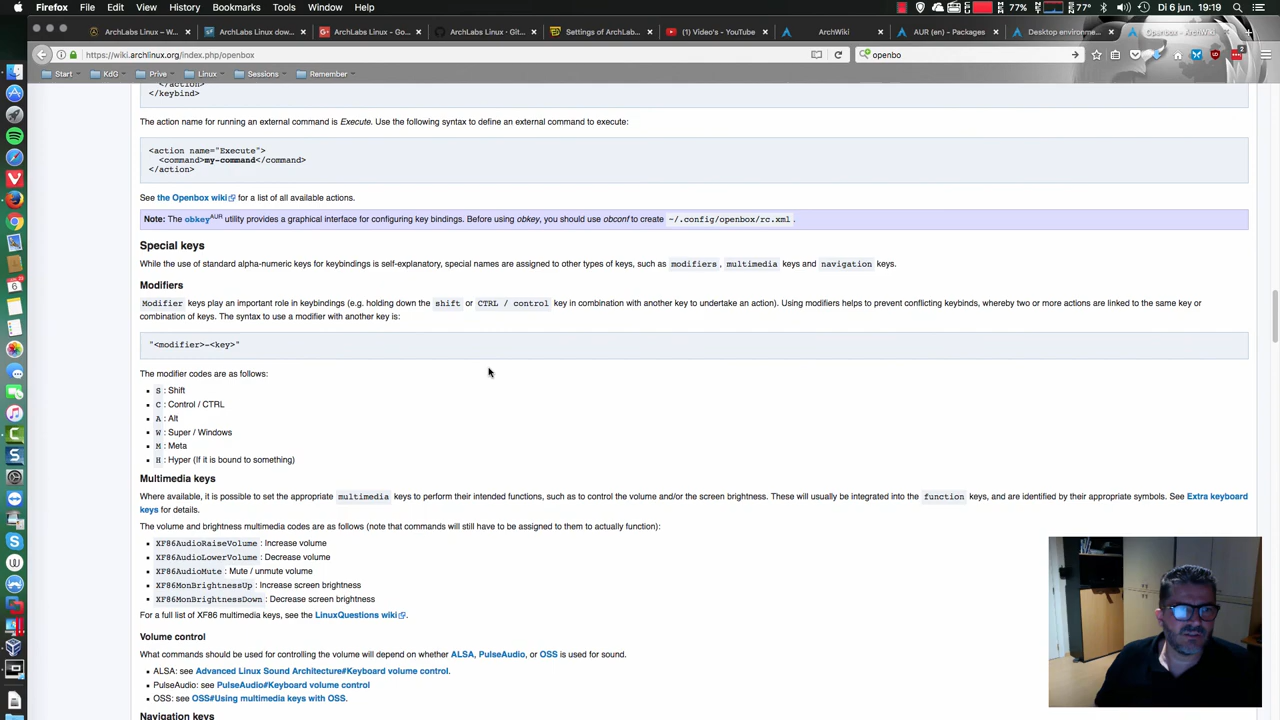 Firefox File Edit View History Bookmarks Tools Window Help
77% 77% Di 6 jun. 19:19
ArchLabs Linux – W...
ArchLabs Linux dow...
ArchLabs Linux - Go...
ArchLabs Linux · Git...
Settings of ArchLab...
(1) Video's - YouTube
ArchWiki
AUR (en) - Packages
Desktop environme...
Openbox - ArchWiki
https://wiki.archlinux.org/index.php/openbox
openbo
Start KdG Prive Linux Sessions Remember
</action>
</keybind>
The action name for running an external command is Execute. Use the following syntax to define an external command to execute:
<action name="Execute">
<command>my-command</command>
</action>
See the Openbox wiki for a list of all available actions.
Note: The obkeyAUR utility provides a graphical interface for configuring key bindings. Before using obkey, you should use obconf to create ~/.config/openbox/rc.xml.
Special keys
While the use of standard alpha-numeric keys for keybindings is self-explanatory, special names are assigned to other types of keys, such as modifiers, multimedia keys and navigation keys.
Modifiers
Modifier keys play an important role in keybindings (e.g. holding down the shift or CTRL / control key in combination with another key to undertake an action). Using modifiers helps to prevent conflicting keybinds, whereby two or more actions are linked to the same key or
combination of keys. The syntax to use a modifier with another key is:
"<modifier>-<key>"
The modifier codes are as follows:
S : Shift
C : Control / CTRL
A : Alt
W : Super / Windows
M : Meta
H : Hyper (If it is bound to something)
Multimedia keys
Where available, it is possible to set the appropriate multimedia keys to perform their intended functions, such as to control the volume and/or the screen brightness. These will usually be integrated into the function keys, and are identified by their appropriate symbols. See Extra keyboard
keys for details.
The volume and brightness multimedia codes are as follows (note that commands will still have to be assigned to them to actually function):
XF86AudioRaiseVolume : Increase volume
XF86AudioLowerVolume : Decrease volume
XF86AudioMute : Mute / unmute volume
XF86MonBrightnessUp : Increase screen brightness
XF86MonBrightnessDown : Decrease screen brightness
For a full list of XF86 multimedia keys, see the LinuxQuestions wiki.
Volume control
What commands should be used for controlling the volume will depend on whether ALSA, PulseAudio, or OSS is used for sound.
ALSA: see Advanced Linux Sound Architecture#Keyboard volume control.
PulseAudio: see PulseAudio#Keyboard volume control
OSS: see OSS#Using multimedia keys with OSS.
Navigation keys